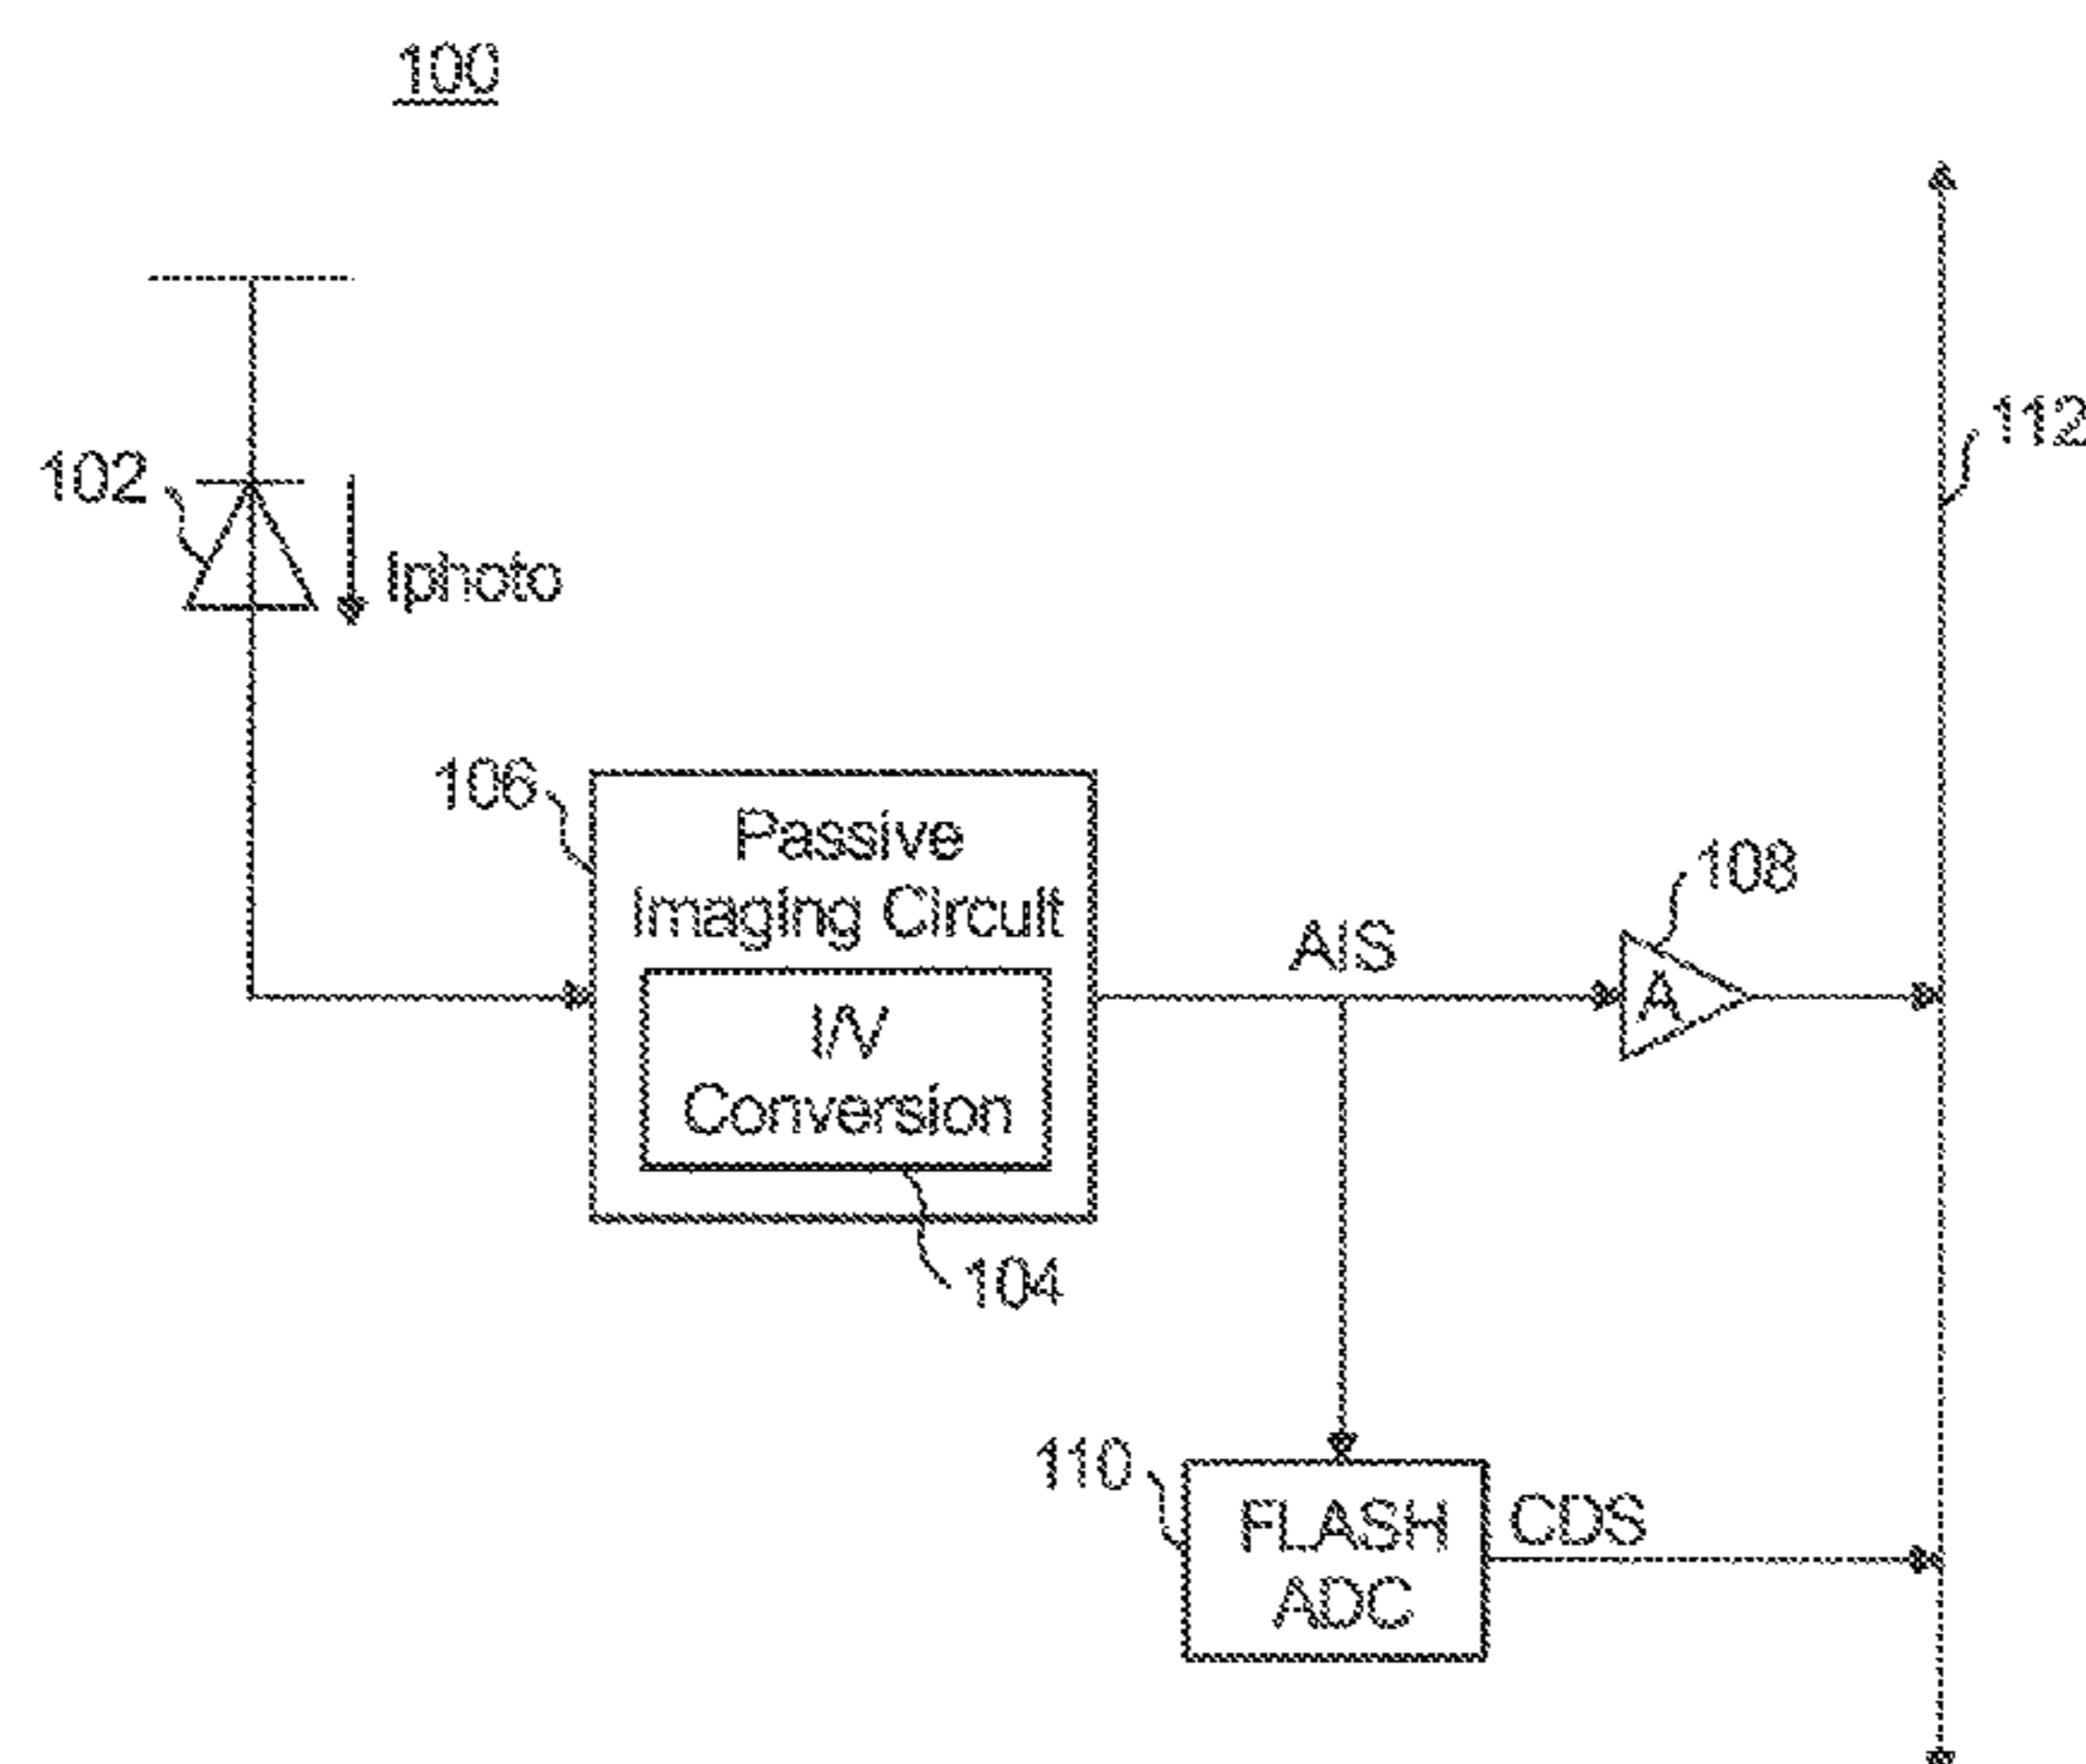 100
112
102
Iphoto
106
Passive
Imaging Circuit
I/V
Conversion
104
AIS
108
A
110
FLASH
ADC
CDS